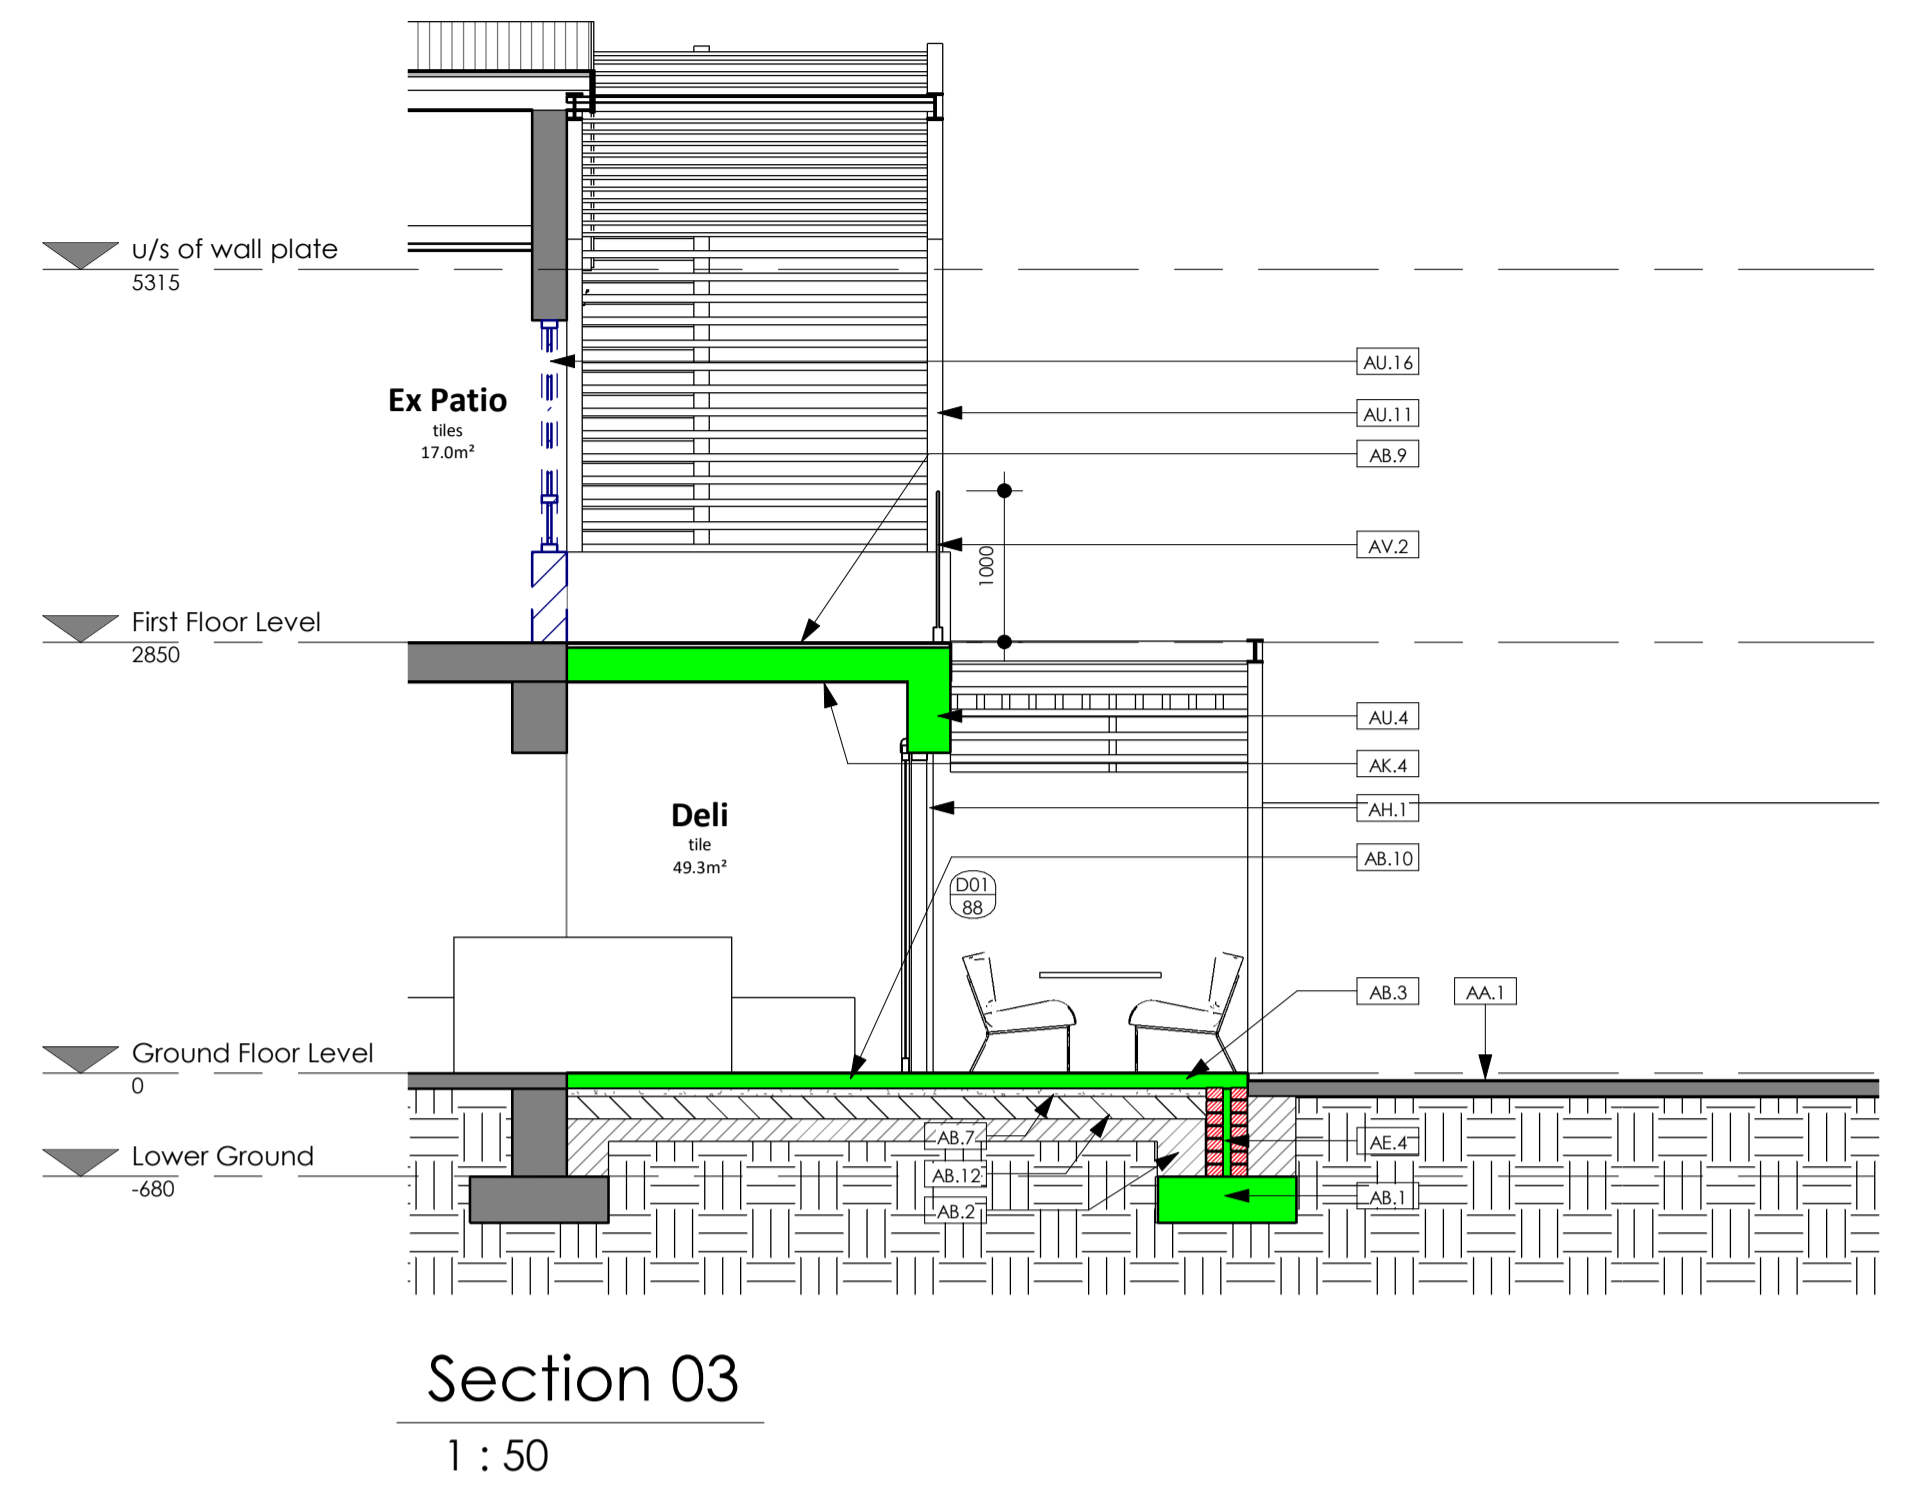 u/s of wall plate
5315
AU.16
Ex Patio
tiles
17.0m²
AU.11
AB.9
1000
AV.2
First Floor Level
2850
AU.4
AK.4
AH.1
Deli
tile
49.3m²
AB.10
D01
88
AB.3
AA.1
Ground Floor Level
0
AB.7
AE.4
Lower Ground
-680
AB.12
AB.1
AB.2
Section 03
1 : 50